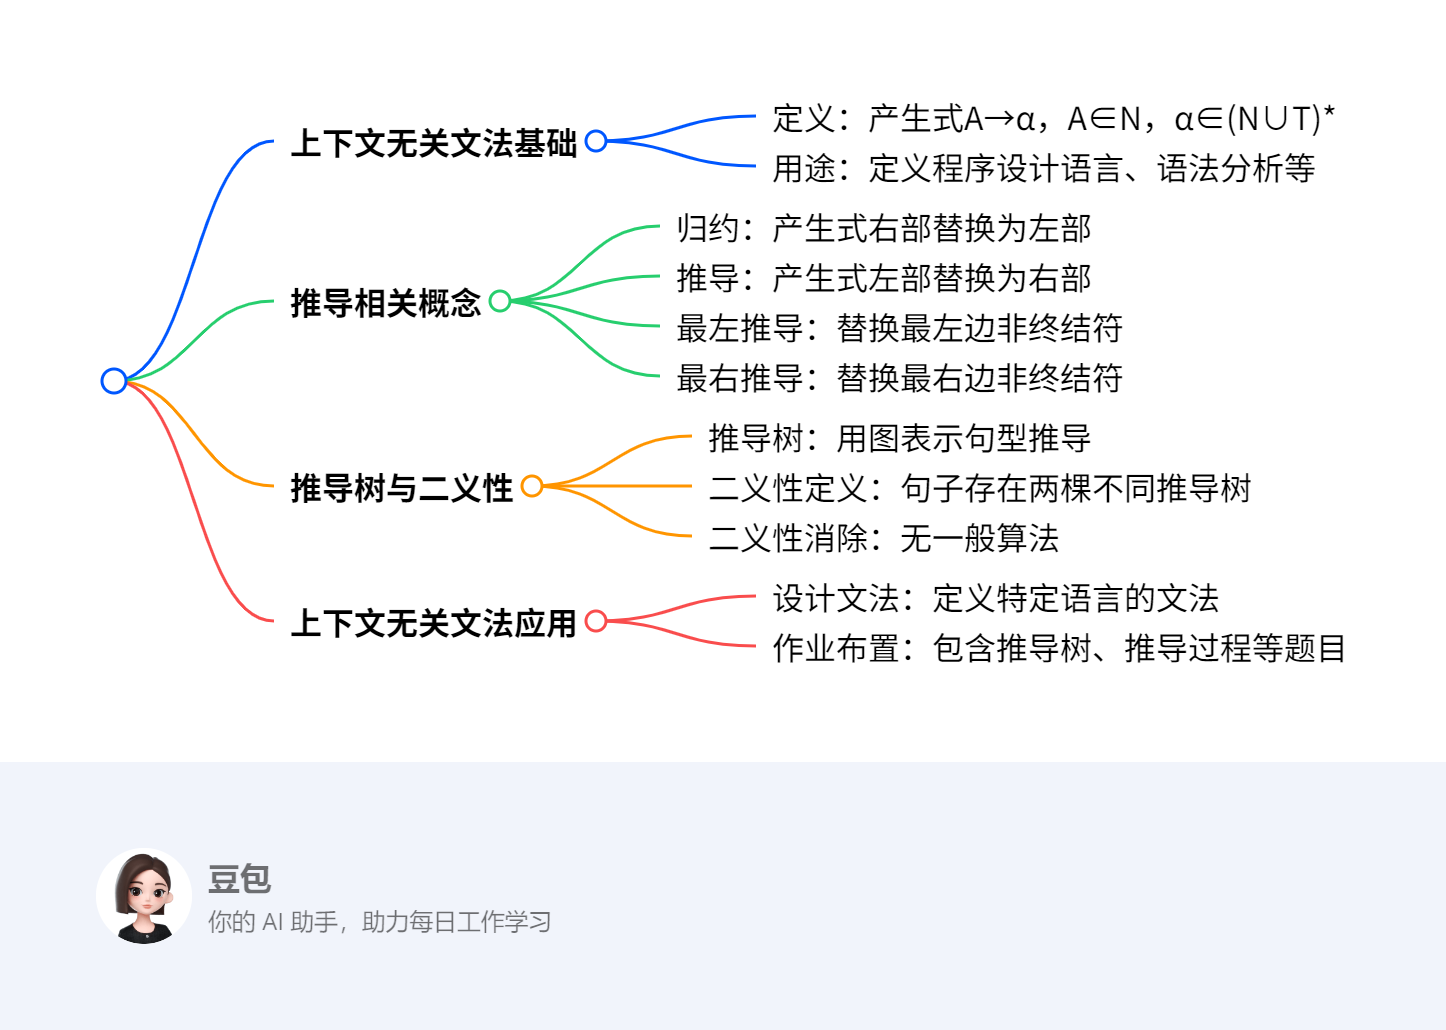 上下文无关文法基础
定义：产生式A→α，A∈N，α∈(N∪T)*
用途：定义程序设计语言、语法分析等
推导相关概念
归约：产生式右部替换为左部
推导：产生式左部替换为右部
最左推导：替换最左边非终结符
最右推导：替换最右边非终结符
推导树与二义性
推导树：用图表示句型推导
二义性定义：句子存在两棵不同推导树
二义性消除：无一般算法
上下文无关文法应用
设计文法：定义特定语言的文法
作业布置：包含推导树、推导过程等题目
豆包
你的 AI 助手，助力每日工作学习